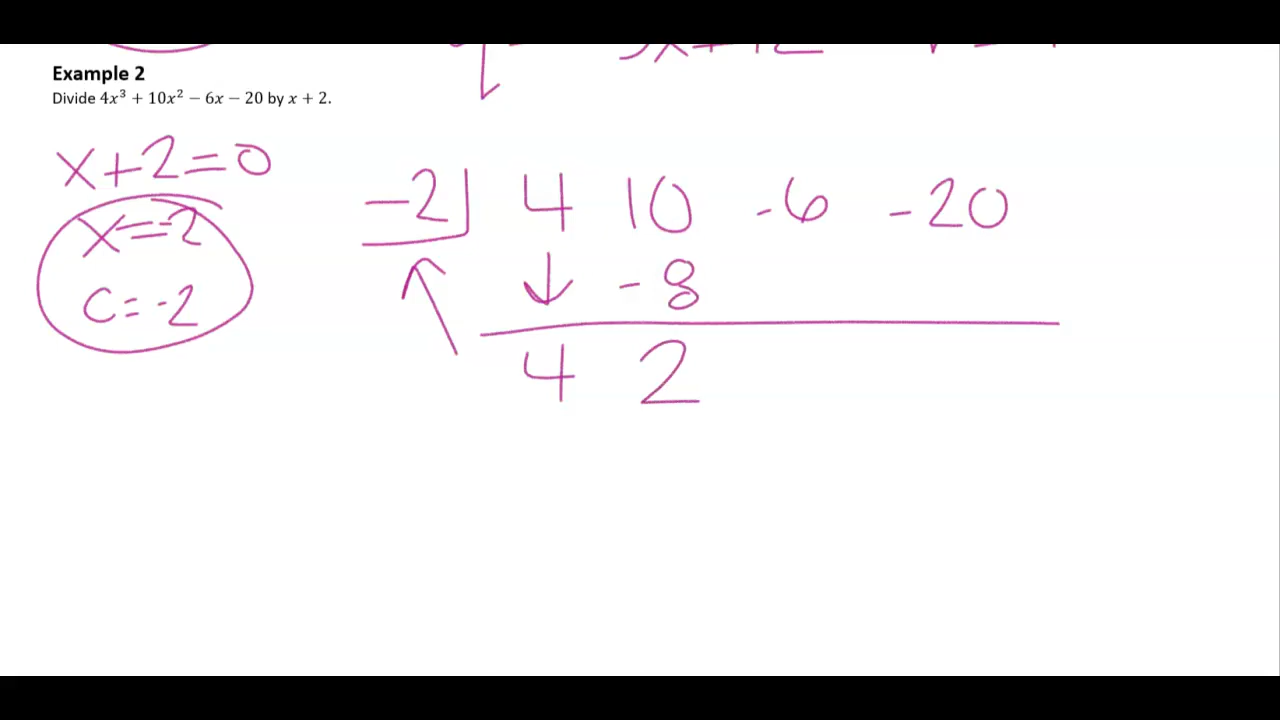 Example 2
Divide 4x³ + 10x² − 6x − 20 by x + 2.
x+2=0
x=-2
c=-2
-2 4 10 -6 -20
-8
4 2